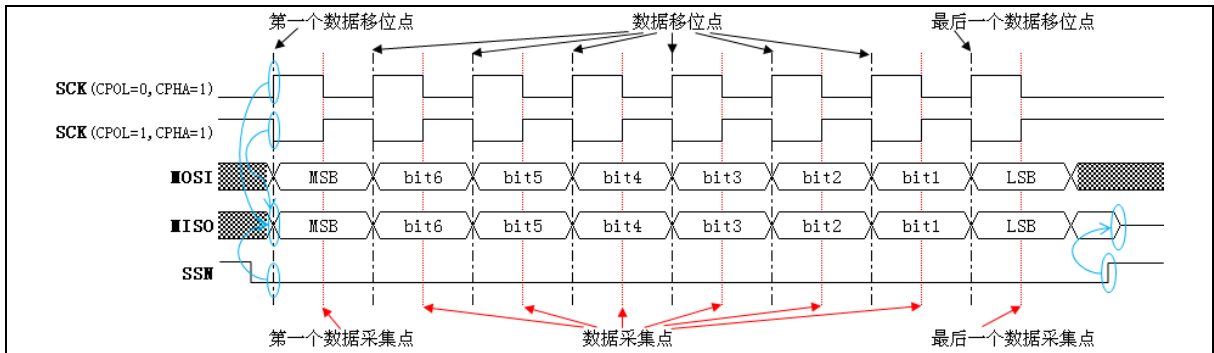 第一个数据移位点 数据移位点 最后一个数据移位点
SCK(CPOL=0,CPHA=1)
SCK(CPOL=1,CPHA=1)
MOSI MSB bit6 bit5 bit4 bit3 bit2 bit1 LSB
MISO MSB bit6 bit5 bit4 bit3 bit2 bit1 LSB
SSN
第一个数据采集点 数据采集点 最后一个数据采集点